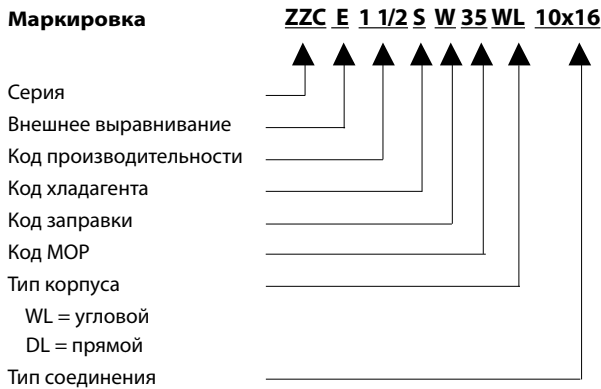 Маркировка ZZC E 1 1/2 S W 35 WL 10x16
Серия
Внешнее выравнивание
Код производительности
Код хладагента
Код заправки
Код МОР
Тип корпуса
WL = угловой
DL = прямой
Тип соединения